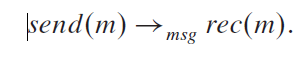 send(m) →msg rec(m).